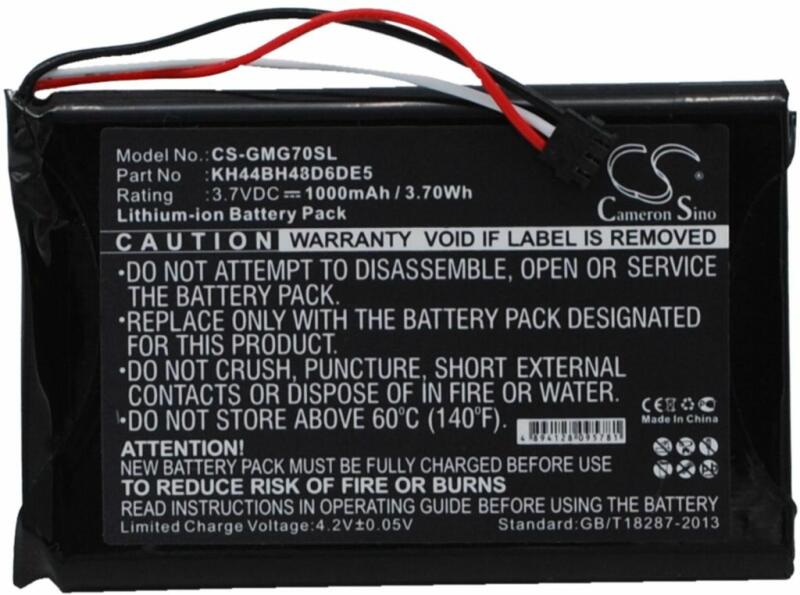 Model No.: CS-GMG70SL
Part No : KH44BH48D6DE5
Rating : 3.7VDC 1000mAh / 3.70Wh
Lithium-ion Battery Pack
CS
Cameron Sino
CAUTION WARRANTY VOID IF LABEL IS REMOVED
•DO NOT ATTEMPT TO DISASSEMBLE, OPEN OR SERVICE
THE BATTERY PACK.
•REPLACE ONLY WITH THE BATTERY PACK DESIGNATED
FOR THIS PRODUCT.
•DO NOT CRUSH, PUNCTURE, SHORT EXTERNAL
CONTACTS OR DISPOSE OF IN FIRE OR WATER.
•DO NOT STORE ABOVE 60°C (140°F).
CE
Made In China
4 894128 095781
ATTENTION!
NEW BATTERY PACK MUST BE FULLY CHARGED BEFORE USE
TO REDUCE RISK OF FIRE OR BURNS
READ INSTRUCTIONS IN OPERATING GUIDE BEFORE USING
Limited Charge Voltage:4.2V±0.05V
Standard:GB/T18287-2013